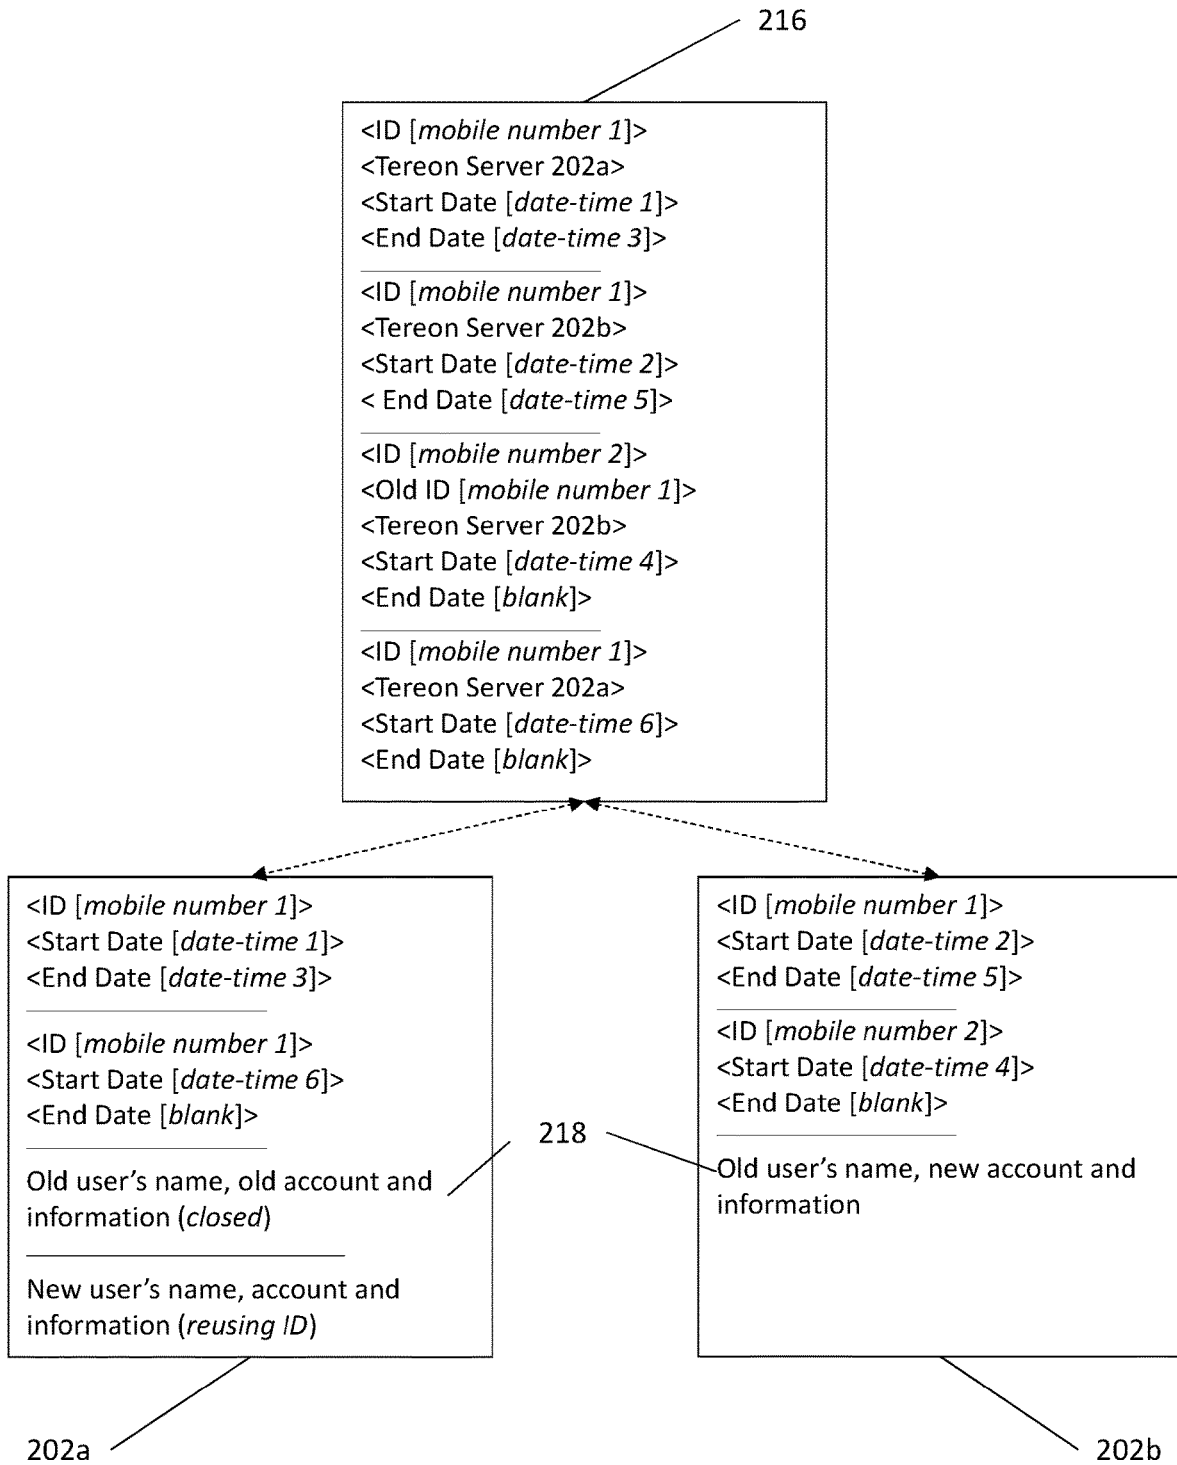 216
<ID [mobile number 1]>
<Tereon Server 202a>
<Start Date [date-time 1]>
<End Date [date-time 3]>
<ID [mobile number 1]>
<Tereon Server 202b>
<Start Date [date-time 2]>
< End Date [date-time 5]>
<ID [mobile number 2]>
<Old ID [mobile number 1]>
<Tereon Server 202b>
<Start Date [date-time 4]>
<End Date [blank]>
<ID [mobile number 1]>
<Tereon Server 202a>
<Start Date [date-time 6]>
<End Date [blank]>
<ID [mobile number 1]>
<Start Date [date-time 1]>
<End Date [date-time 3]>
<ID [mobile number 1]>
<Start Date [date-time 6]>
<End Date [blank]>
Old user’s name, old account and
information (closed)
New user’s name, account and
information (reusing ID)
218
<ID [mobile number 1]>
<Start Date [date-time 2]>
<End Date [date-time 5]>
<ID [mobile number 2]>
<Start Date [date-time 4]>
<End Date [blank]>
Old user’s name, new account and
information
202a
202b